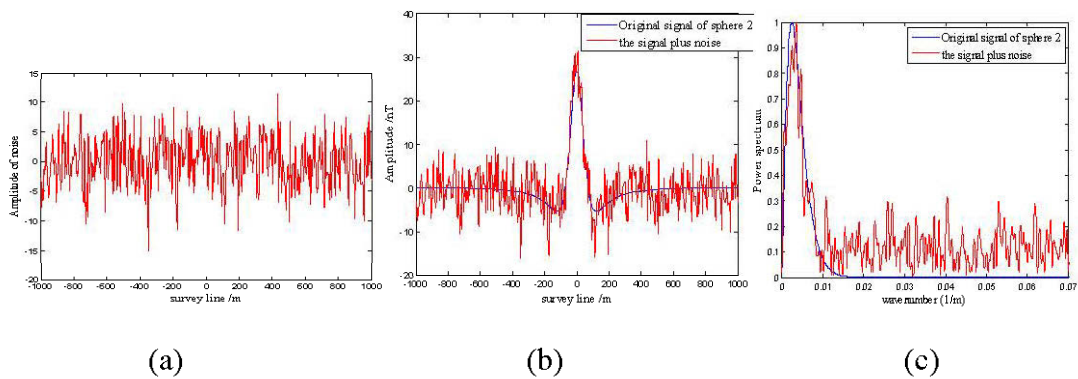 Amplitude of noise
15
10
5
0
-5
-10
-15
-20
-1000 -800 -600 -400 -200 0 200 400 600 800 1000
survey line /m
(a)
Amplitude /nT
40
30
20
10
0
-10
-20
Original signal of sphere 2
the signal plus noise
-1000 -800 -600 -400 -200 0 200 400 600 800 1000
survey line /m
(b)
Power spectrum
1
0.9
0.8
0.7
0.6
0.5
0.4
0.3
0.2
0.1
0
Original signal of sphere 2
the signal plus noise
0 0.01 0.02 0.03 0.04 0.05 0.06 0.07
wavenumber (1/m)
(c)